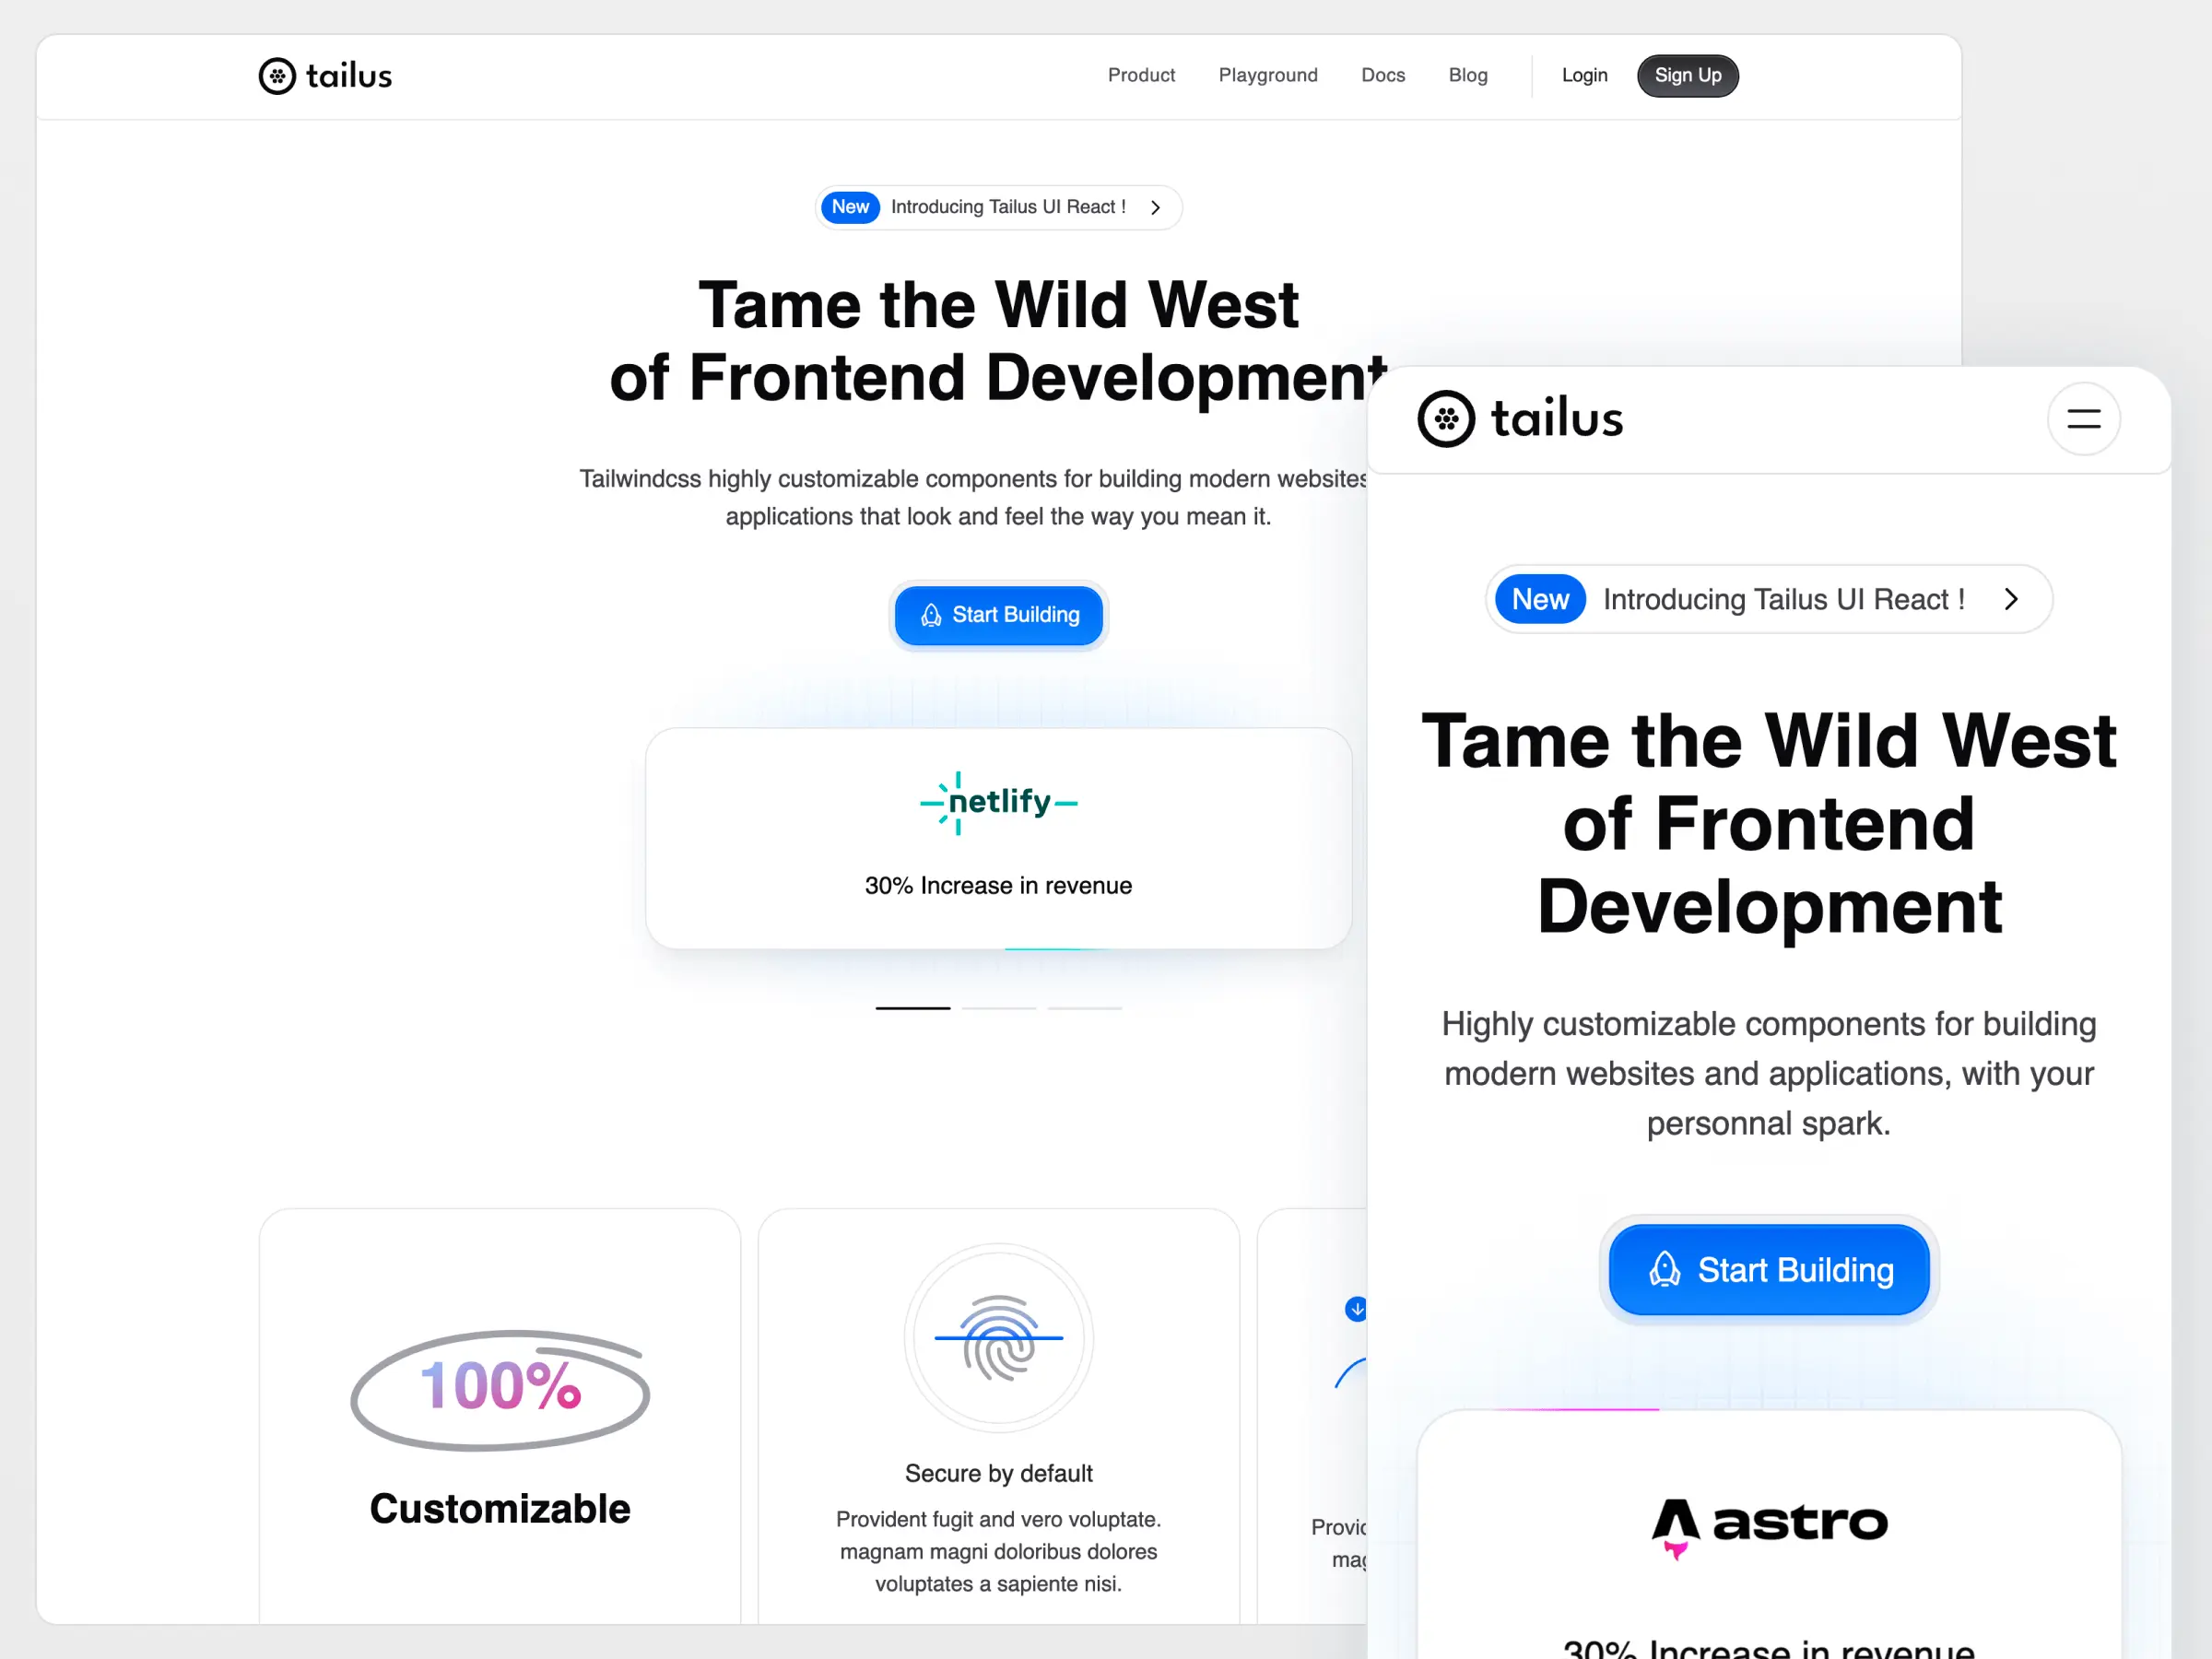 tailus
Product Playground Docs Blog Login Sign Up
New Introducing Tailus UI React !
Tame the Wild West
of Frontend Development
Tailwindcss highly customizable components for building modern websites
applications that look and feel the way you mean it.
Start Building
netlify
30% Increase in revenue
100%
Customizable
Secure by default
Provident fugit and vero voluptate.
magnam magni doloribus dolores
voluptates a sapiente nisi.
tailus
New Introducing Tailus UI React !
Tame the Wild West
of Frontend
Development
Highly customizable components for building
modern websites and applications, with your
personnal spark.
Start Building
astro
30% Increase in revenue